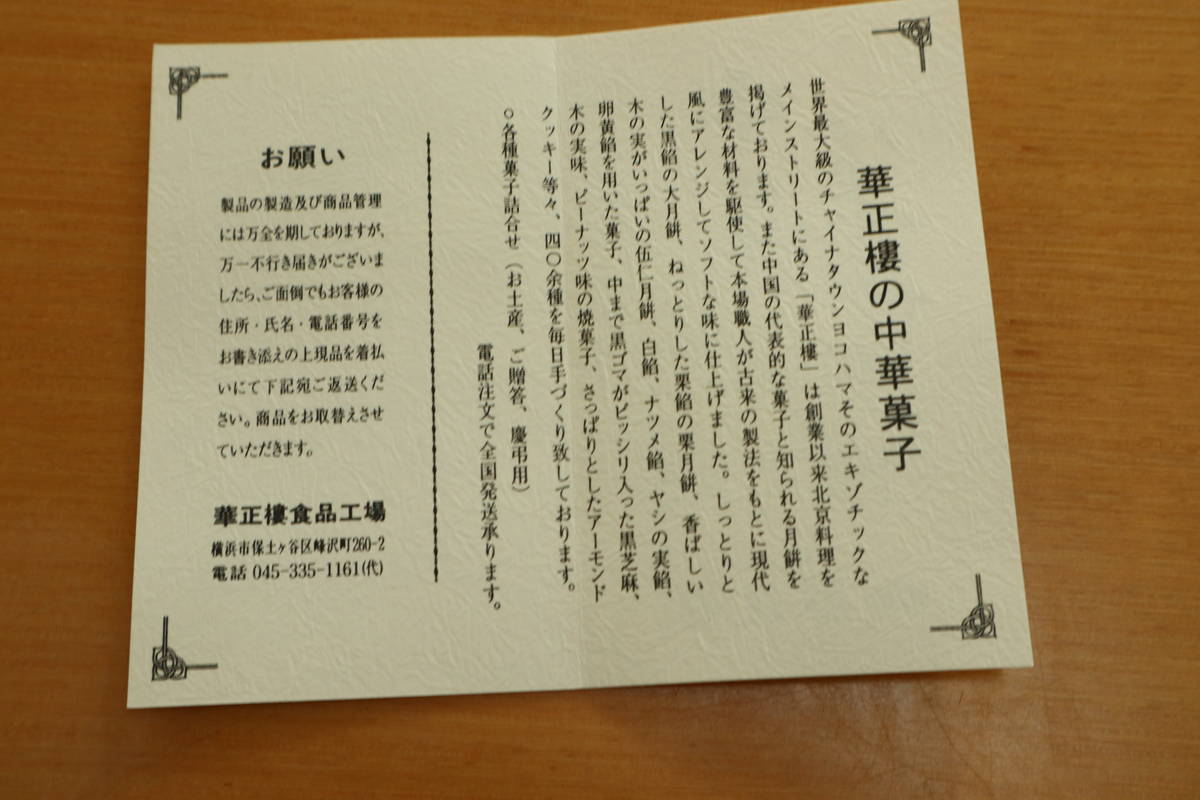 華正樓の中華菓子
世界最大級のチャイナタウンヨコハマそのエキゾチックな
メインストリートにある「華正樓」は創業以来北京料理を
掲げております。また中国の代表的な菓子と知られる月餅を
豊富な材料を駆使して本場職人が古来の製法をもとに現代
風にアレンジしてソフトな味に仕上げました。しっとりと
した黒餡の大月餅、ねっとりした栗餡の栗月餅、香ばしい
木の実がいっぱいの伍仁月餅、白餡、ナツメ餡、ヤシの実餡、
卵黄餡を用いた菓子、中まで黒ゴマがビッシリ入った黒芝麻、
木の実味、ピーナッツ味の焼菓子、さっぱりとしたアーモンド
クッキー等々、四〇余種を毎日手づくり致しております。
○各種菓子詰合せ（お土産、ご贈答、慶弔用）
電話注文で全国発送承ります。
お願い
製品の製造及び商品管理
には万全を期しておりますが、
万一不行き届きがございま
したら、ご面倒でもお客様の
住所・氏名・電話番号を
お書き添えの上現品を着払
いにて下記宛ご返送くだ
さい。商品をお取替えさせ
ていただきます。
華正樓食品工場
横浜市保土ヶ谷区峰沢町260-2
電話 045-335-1161(代)